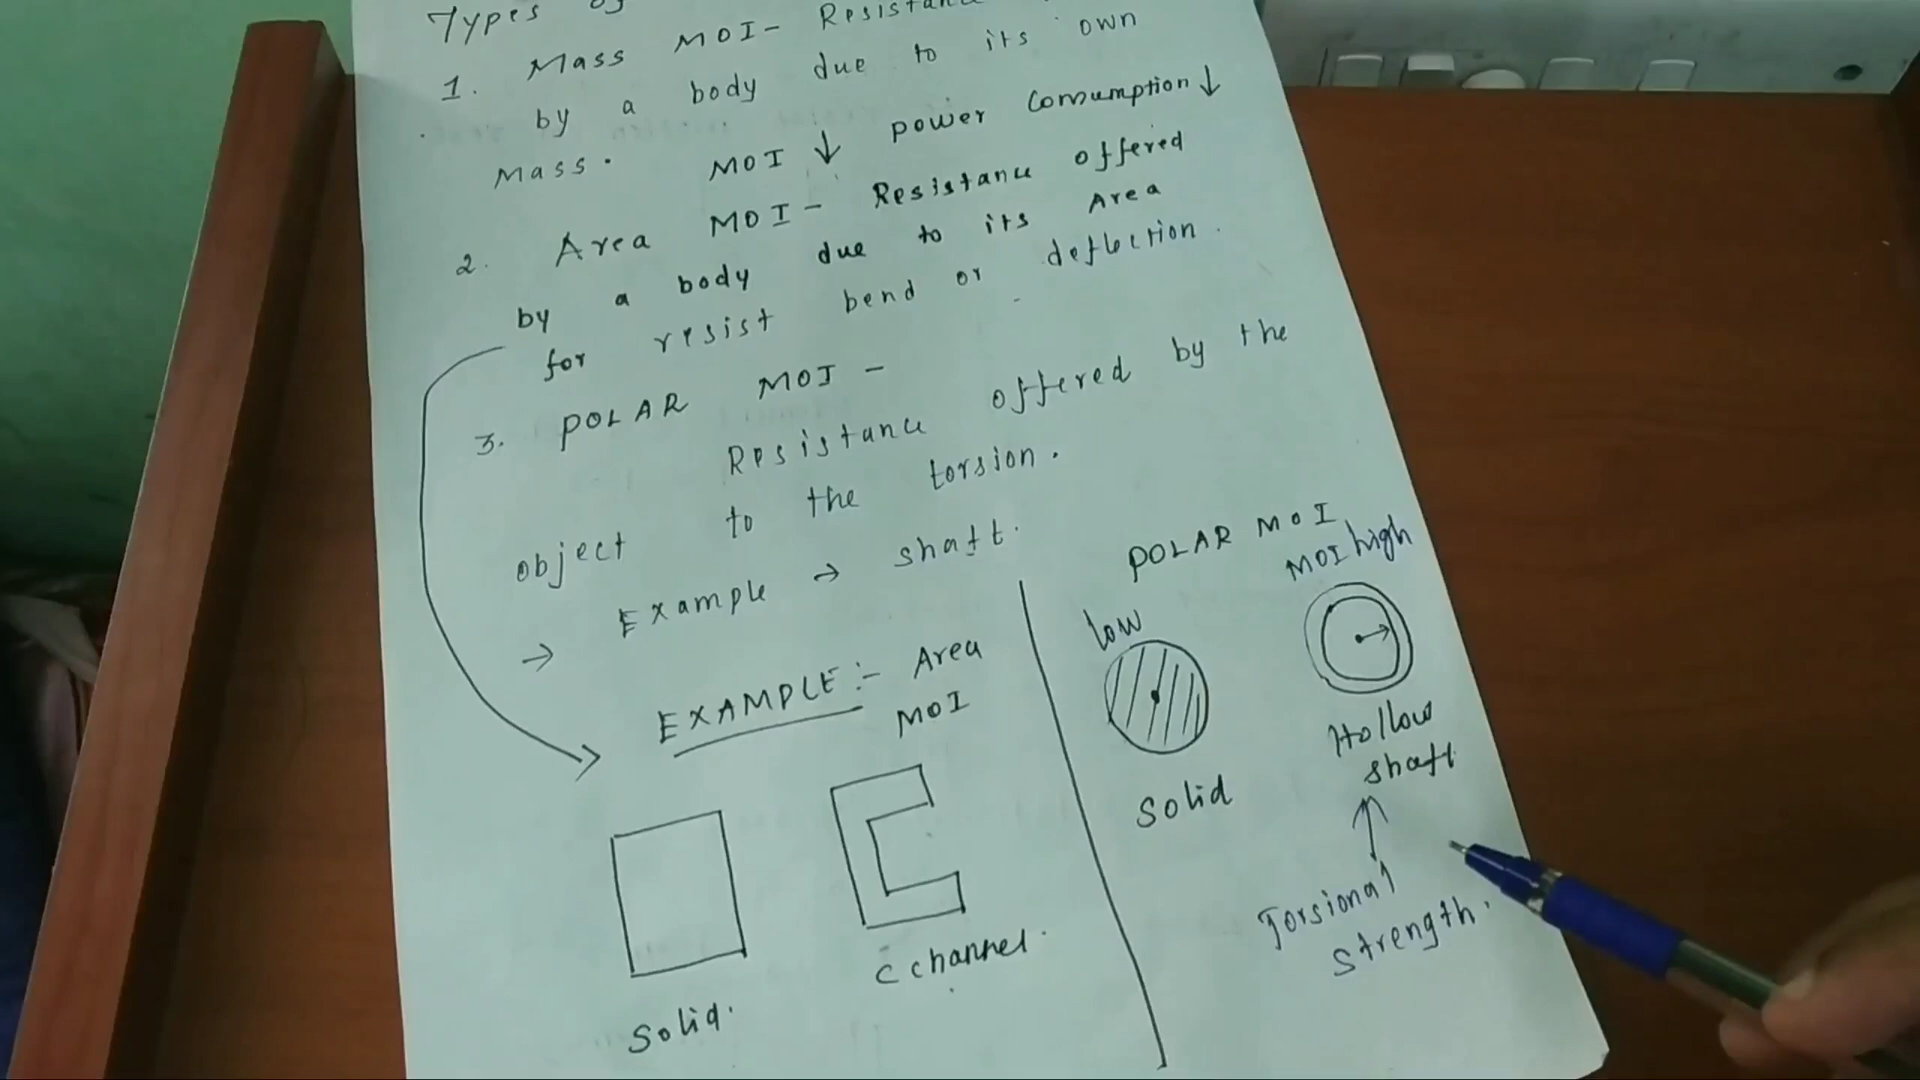 Types of
1. Mass MOI- Resistance
by a body due to its own
Mass. MOI ↓ power Consumption ↓
2. Area MOI- Resistance offered
by a body due to its Area
for resist bend or deflection.
3. POLAR MOI -
Resistance offered by the
object to the torsion.
→ Example → shaft.
EXAMPLE:- Area
MOI
Solid.
C channel.
POLAR MOI
MOI high
low
Solid
Hollow
shaft
Torsional
strength.